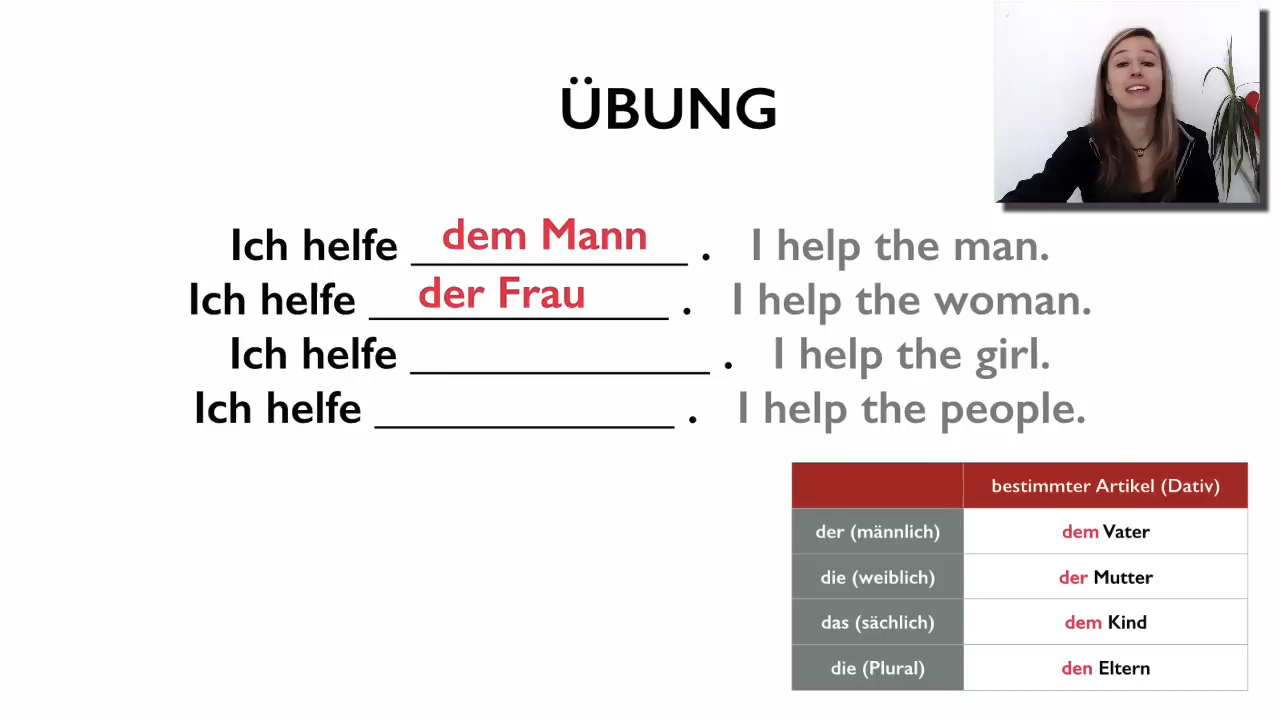 ÜBUNG
Ich helfe dem Mann . I help the man.
Ich helfe der Frau . I help the woman.
Ich helfe ______________ . I help the girl.
Ich helfe ______________ . I help the people.
bestimmter Artikel (Dativ)
der (männlich) dem Vater
die (weiblich) der Mutter
das (sächlich) dem Kind
die (Plural) den Eltern